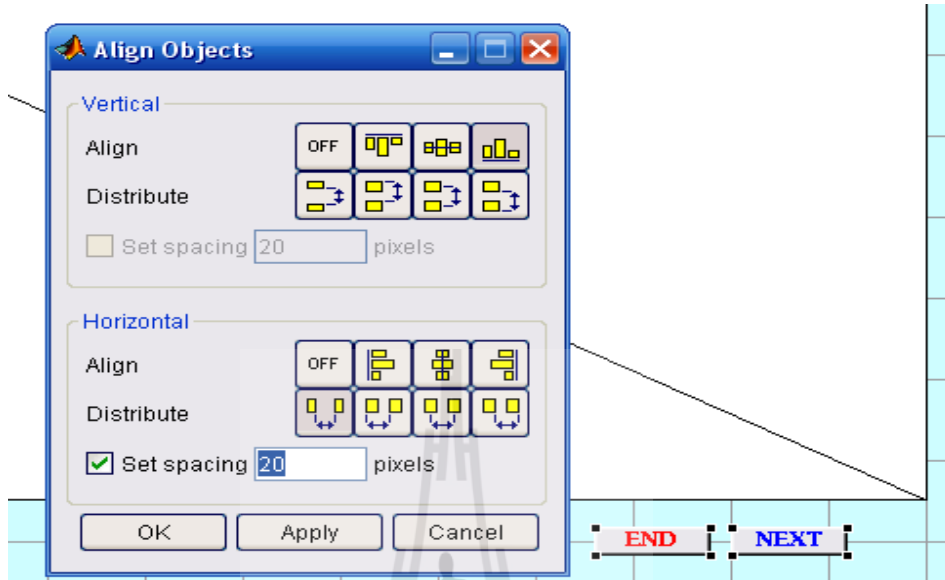 Align Objects
Vertical
Align OFF
Distribute
Set spacing 20 pixels
Horizontal
Align OFF
Distribute
Set spacing 20 pixels
OK Apply Cancel
END NEXT